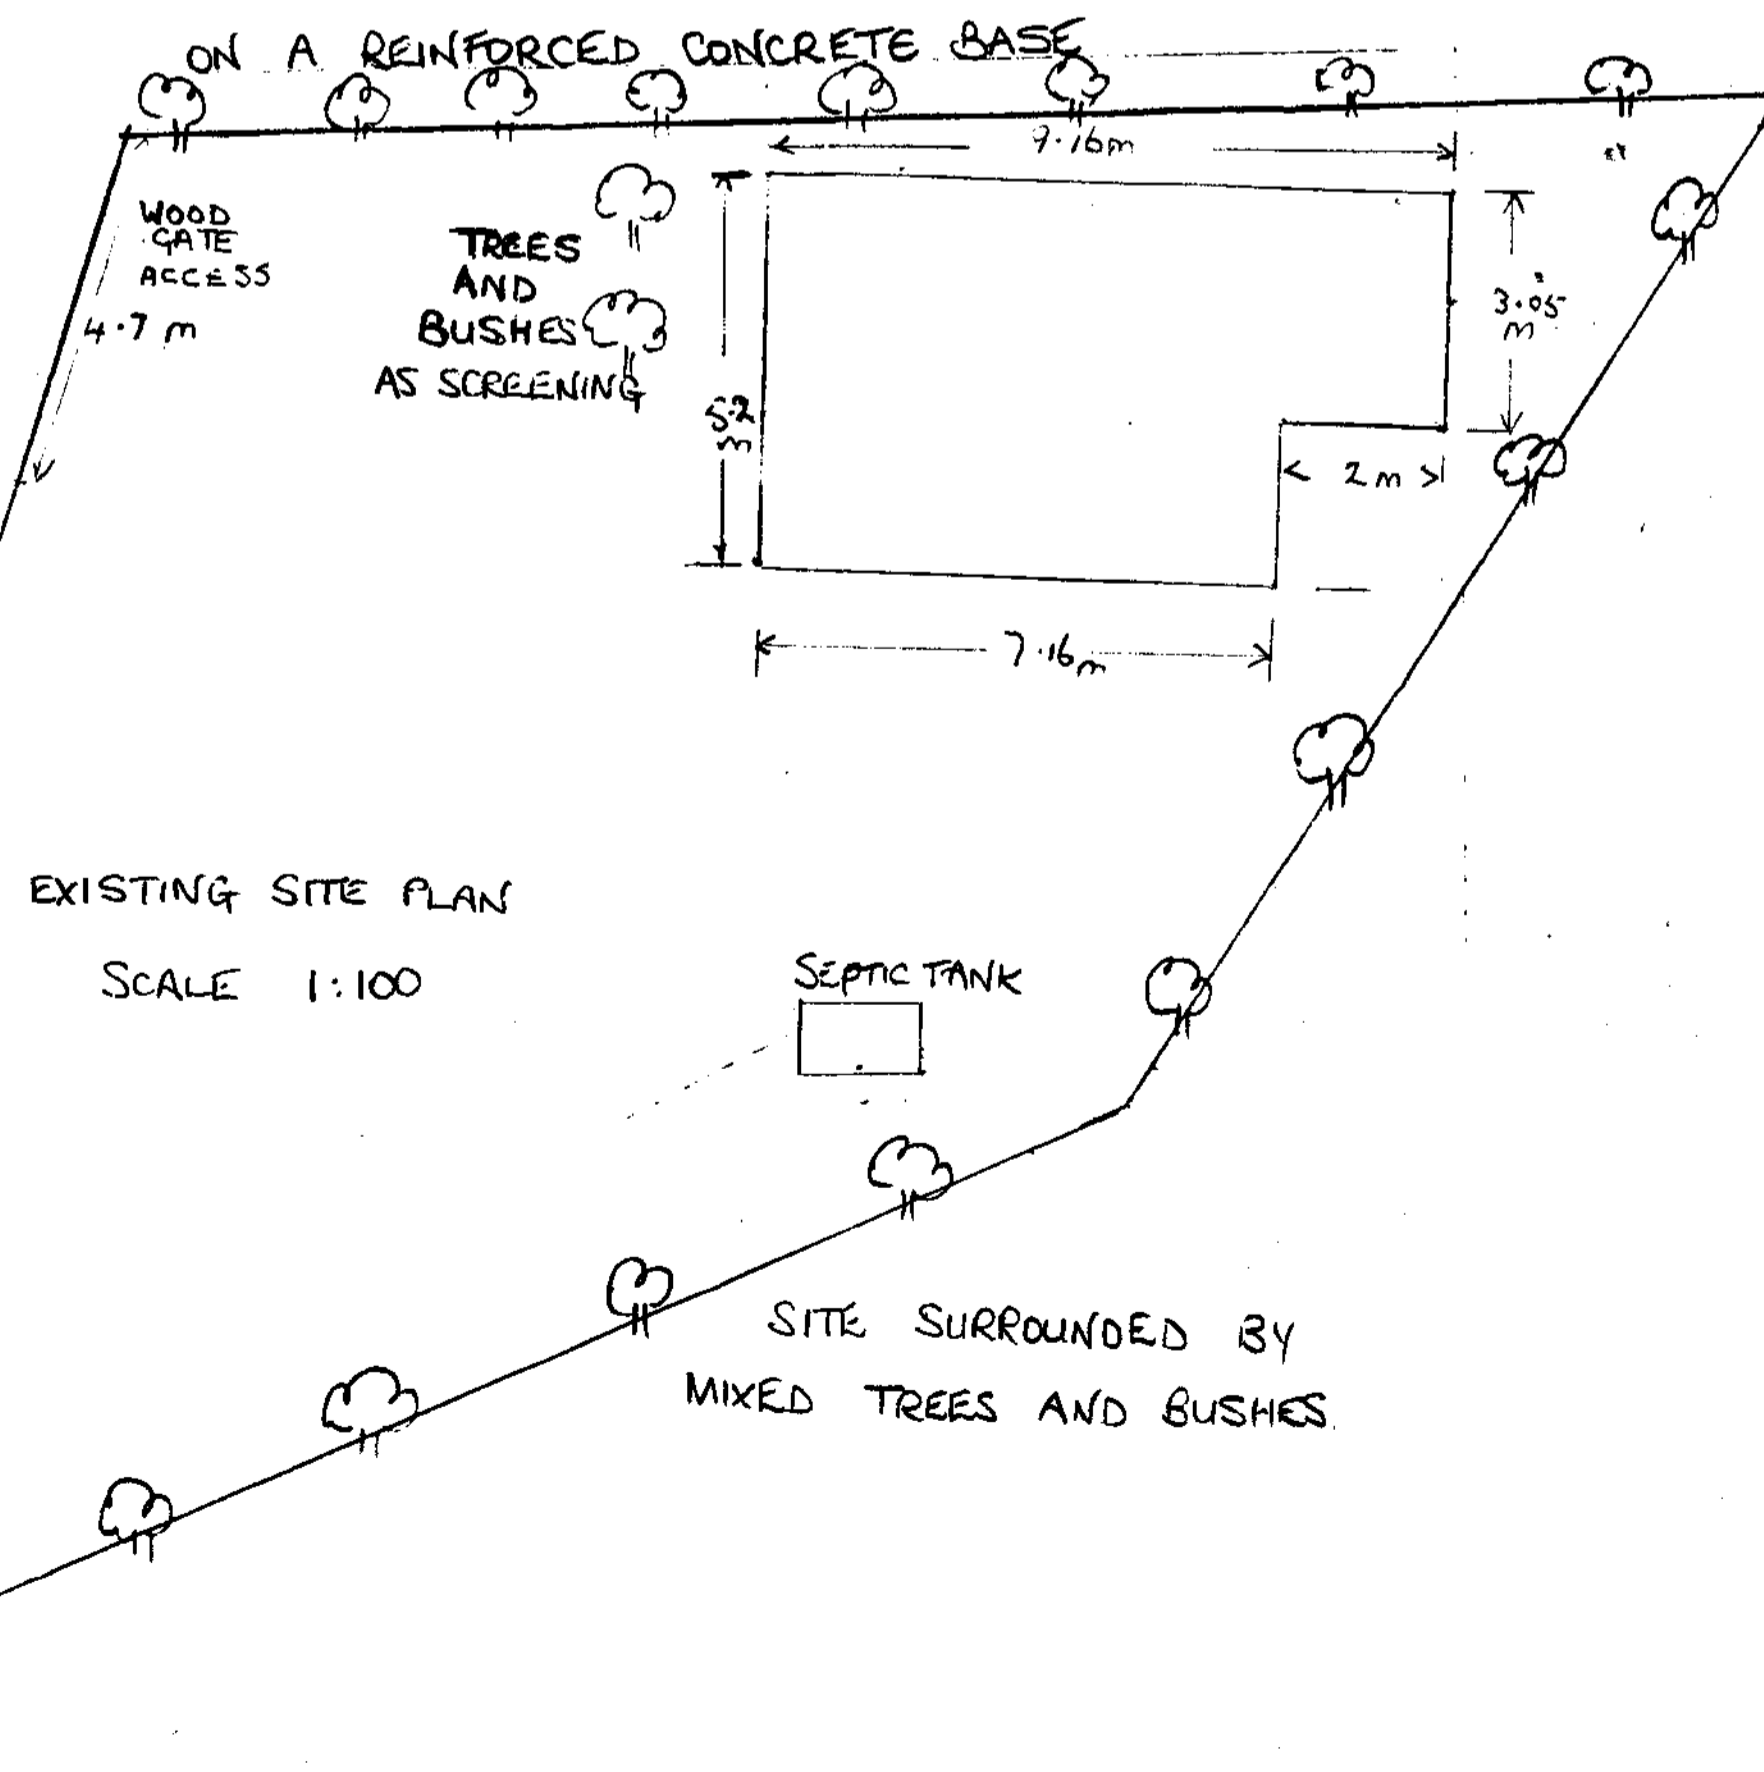 ON A REINFORCED CONCRETE BASE
9.16m
WOOD
GATE
ACCESS
4.7 m
TREES
AND
BUSHES
AS SCREENING
5.2
m
3.05
m
2m
7.16m
EXISTING SITE PLAN
SCALE 1:100
SEPTIC TANK
SITE SURROUNDED BY
MIXED TREES AND BUSHES.